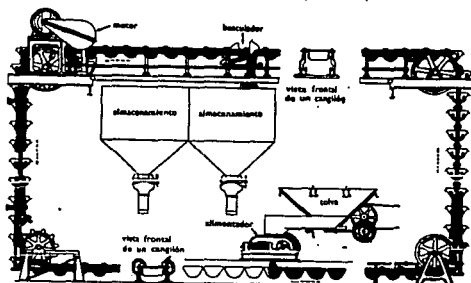 motor
basculador
vista frontal
de un cangilón
almacenamiento
almacenamiento
tolva
alimentador
vista frontal
de un cangilón